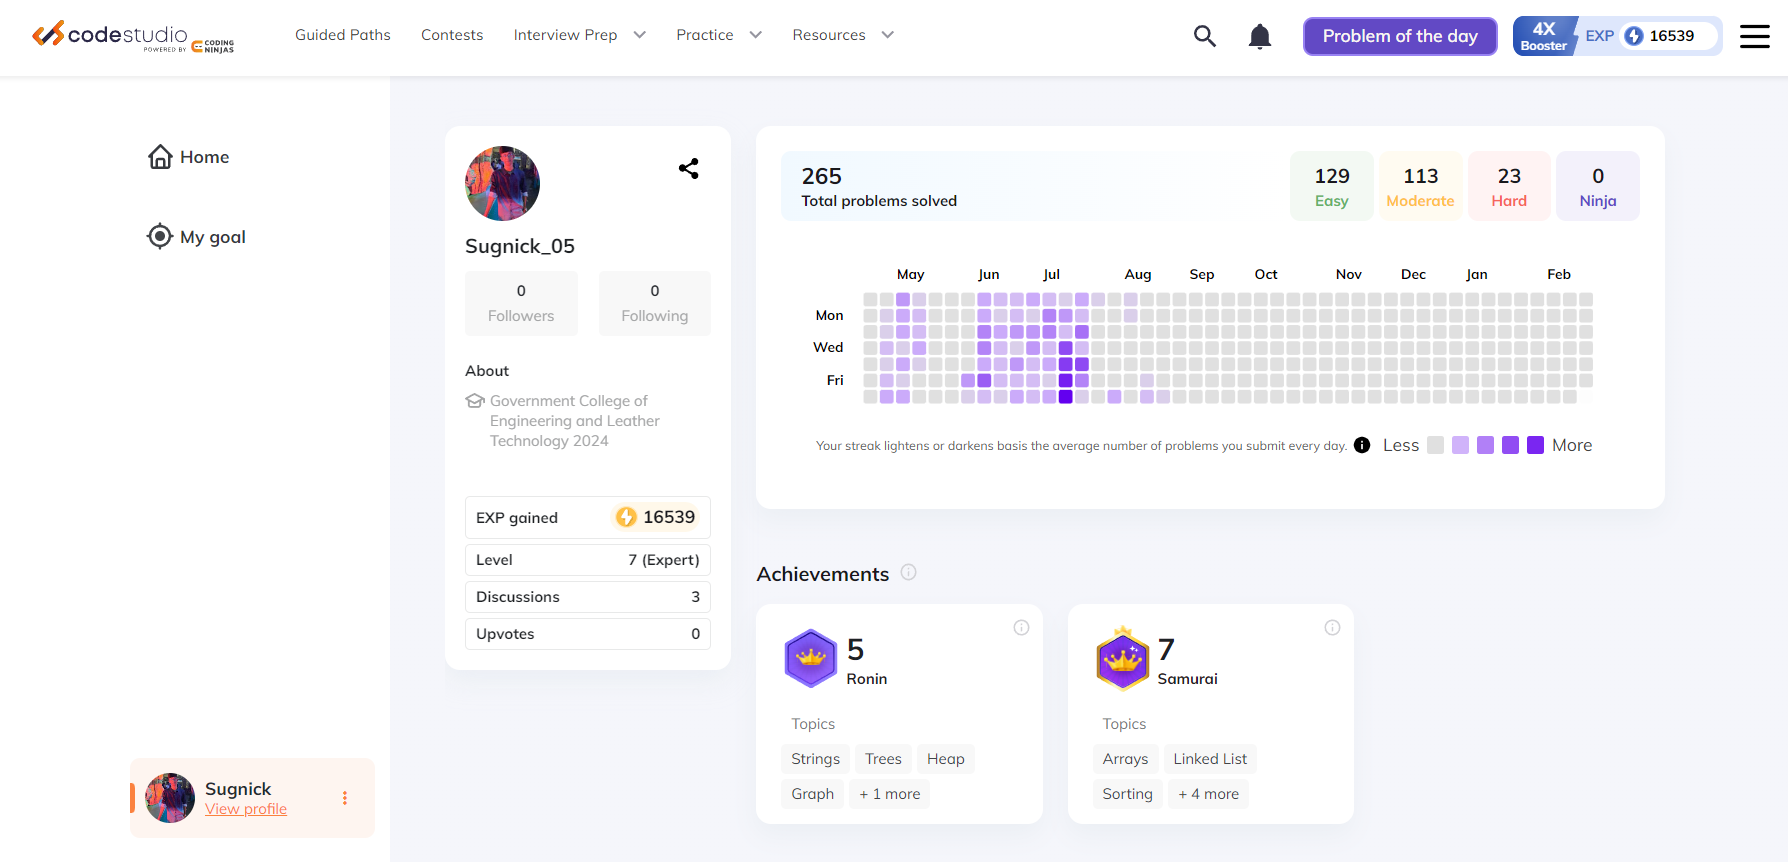 codestudio
POWERED BY CODING NINJAS
Guided Paths
Contests
Interview Prep
Practice
Resources
Problem of the day
4X
Booster
EXP
16539
Home
My goal
Sugnick_05
0
Followers
0
Following
About
Government College of
Engineering and Leather
Technology 2024
EXP gained
16539
Level
7 (Expert)
Discussions
3
Upvotes
0
265
Total problems solved
129
Easy
113
Moderate
23
Hard
0
Ninja
May
Jun
Jul
Aug
Sep
Oct
Nov
Dec
Jan
Feb
Mon
Wed
Fri
Your streak lightens or darkens basis the average number of problems you submit every day.
Less
More
Achievements
5
Ronin
Topics
Strings
Trees
Heap
Graph
+ 1 more
7
Samurai
Topics
Arrays
Linked List
Sorting
+ 4 more
Sugnick
View profile